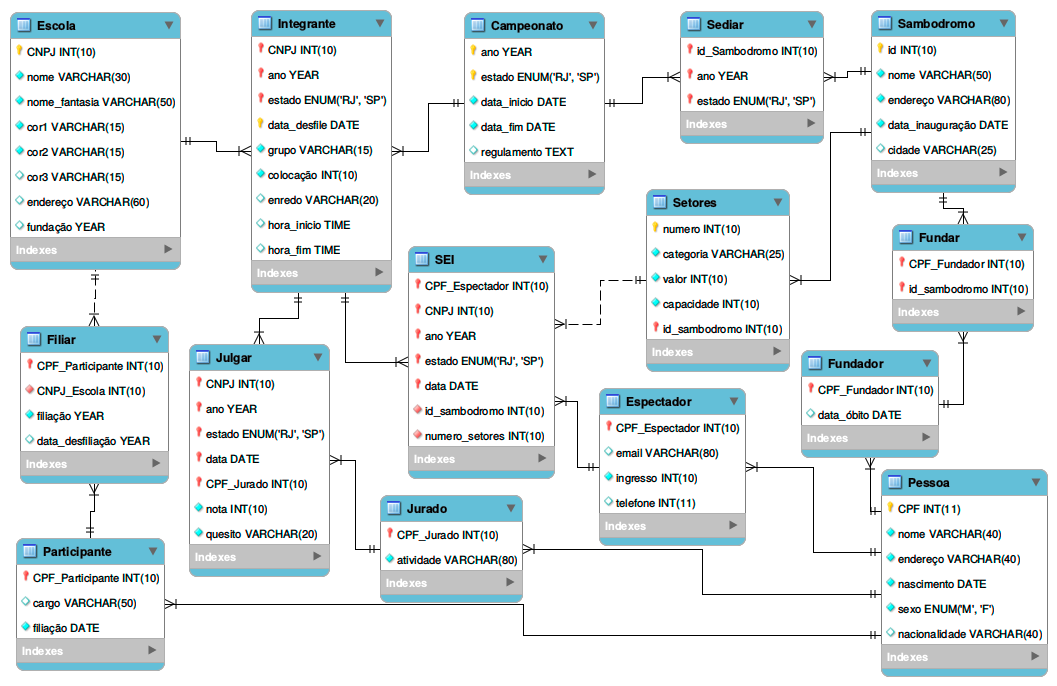 Escola
CNPJ INT(10)
nome VARCHAR(30)
nome_fantasia VARCHAR(50)
cor1 VARCHAR(15)
cor2 VARCHAR(15)
cor3 VARCHAR(15)
endereço VARCHAR(60)
fundação YEAR
Indexes
Integrante
CNPJ INT(10)
ano YEAR
estado ENUM('RJ', 'SP')
data_desfile DATE
grupo VARCHAR(15)
colocação INT(10)
enredo VARCHAR(20)
hora_inicio TIME
hora_fim TIME
Indexes
Campeonato
ano YEAR
estado ENUM('RJ', 'SP')
data_inicio DATE
data_fim DATE
regulamento TEXT
Indexes
Sediar
id_Sambodromo INT(10)
ano YEAR
estado ENUM('RJ', 'SP')
Indexes
Sambodromo
id INT(10)
nome VARCHAR(50)
endereço VARCHAR(80)
data_inauguração DATE
cidade VARCHAR(25)
Indexes
Setores
numero INT(10)
categoria VARCHAR(25)
valor INT(10)
capacidade INT(10)
id_sambodromo INT(10)
Indexes
Fundar
CPF_Fundador INT(10)
id_sambodromo INT(10)
Indexes
SEI
CPF_Espectador INT(10)
CNPJ INT(10)
ano YEAR
estado ENUM('RJ', 'SP')
data DATE
id_sambodromo INT(10)
numero_setores INT(10)
Indexes
Filiar
CPF_Participante INT(10)
CNPJ_Escola INT(10)
filiação YEAR
data_desfiliação YEAR
Indexes
Julgar
CNPJ INT(10)
ano YEAR
estado ENUM('RJ', 'SP')
data DATE
CPF_Jurado INT(10)
nota INT(10)
quesito VARCHAR(20)
Indexes
Fundador
CPF_Fundador INT(10)
data_óbito DATE
Indexes
Espectador
CPF_Espectador INT(10)
email VARCHAR(80)
ingresso INT(10)
telefone INT(11)
Indexes
Pessoa
CPF INT(11)
nome VARCHAR(40)
endereço VARCHAR(40)
nascimento DATE
sexo ENUM('M', 'F')
nacionalidade VARCHAR(40)
Indexes
Jurado
CPF_Jurado INT(10)
atividade VARCHAR(80)
Indexes
Participante
CPF_Participante INT(10)
cargo VARCHAR(50)
filiação DATE
Indexes